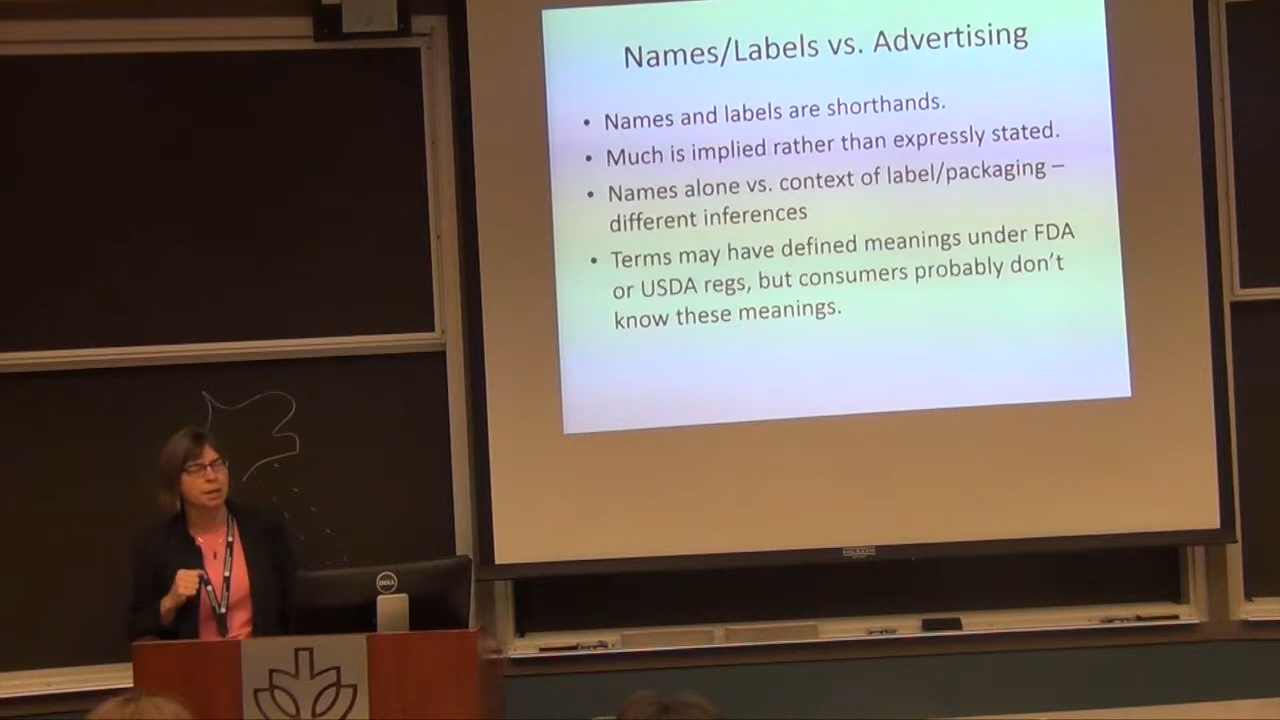 Names/Labels vs. Advertising
• Names and labels are shorthands.
• Much is implied rather than expressly stated.
• Names alone vs. context of label/packaging –
different inferences
• Terms may have defined meanings under FDA
or USDA regs, but consumers probably don't
know these meanings.
DELL